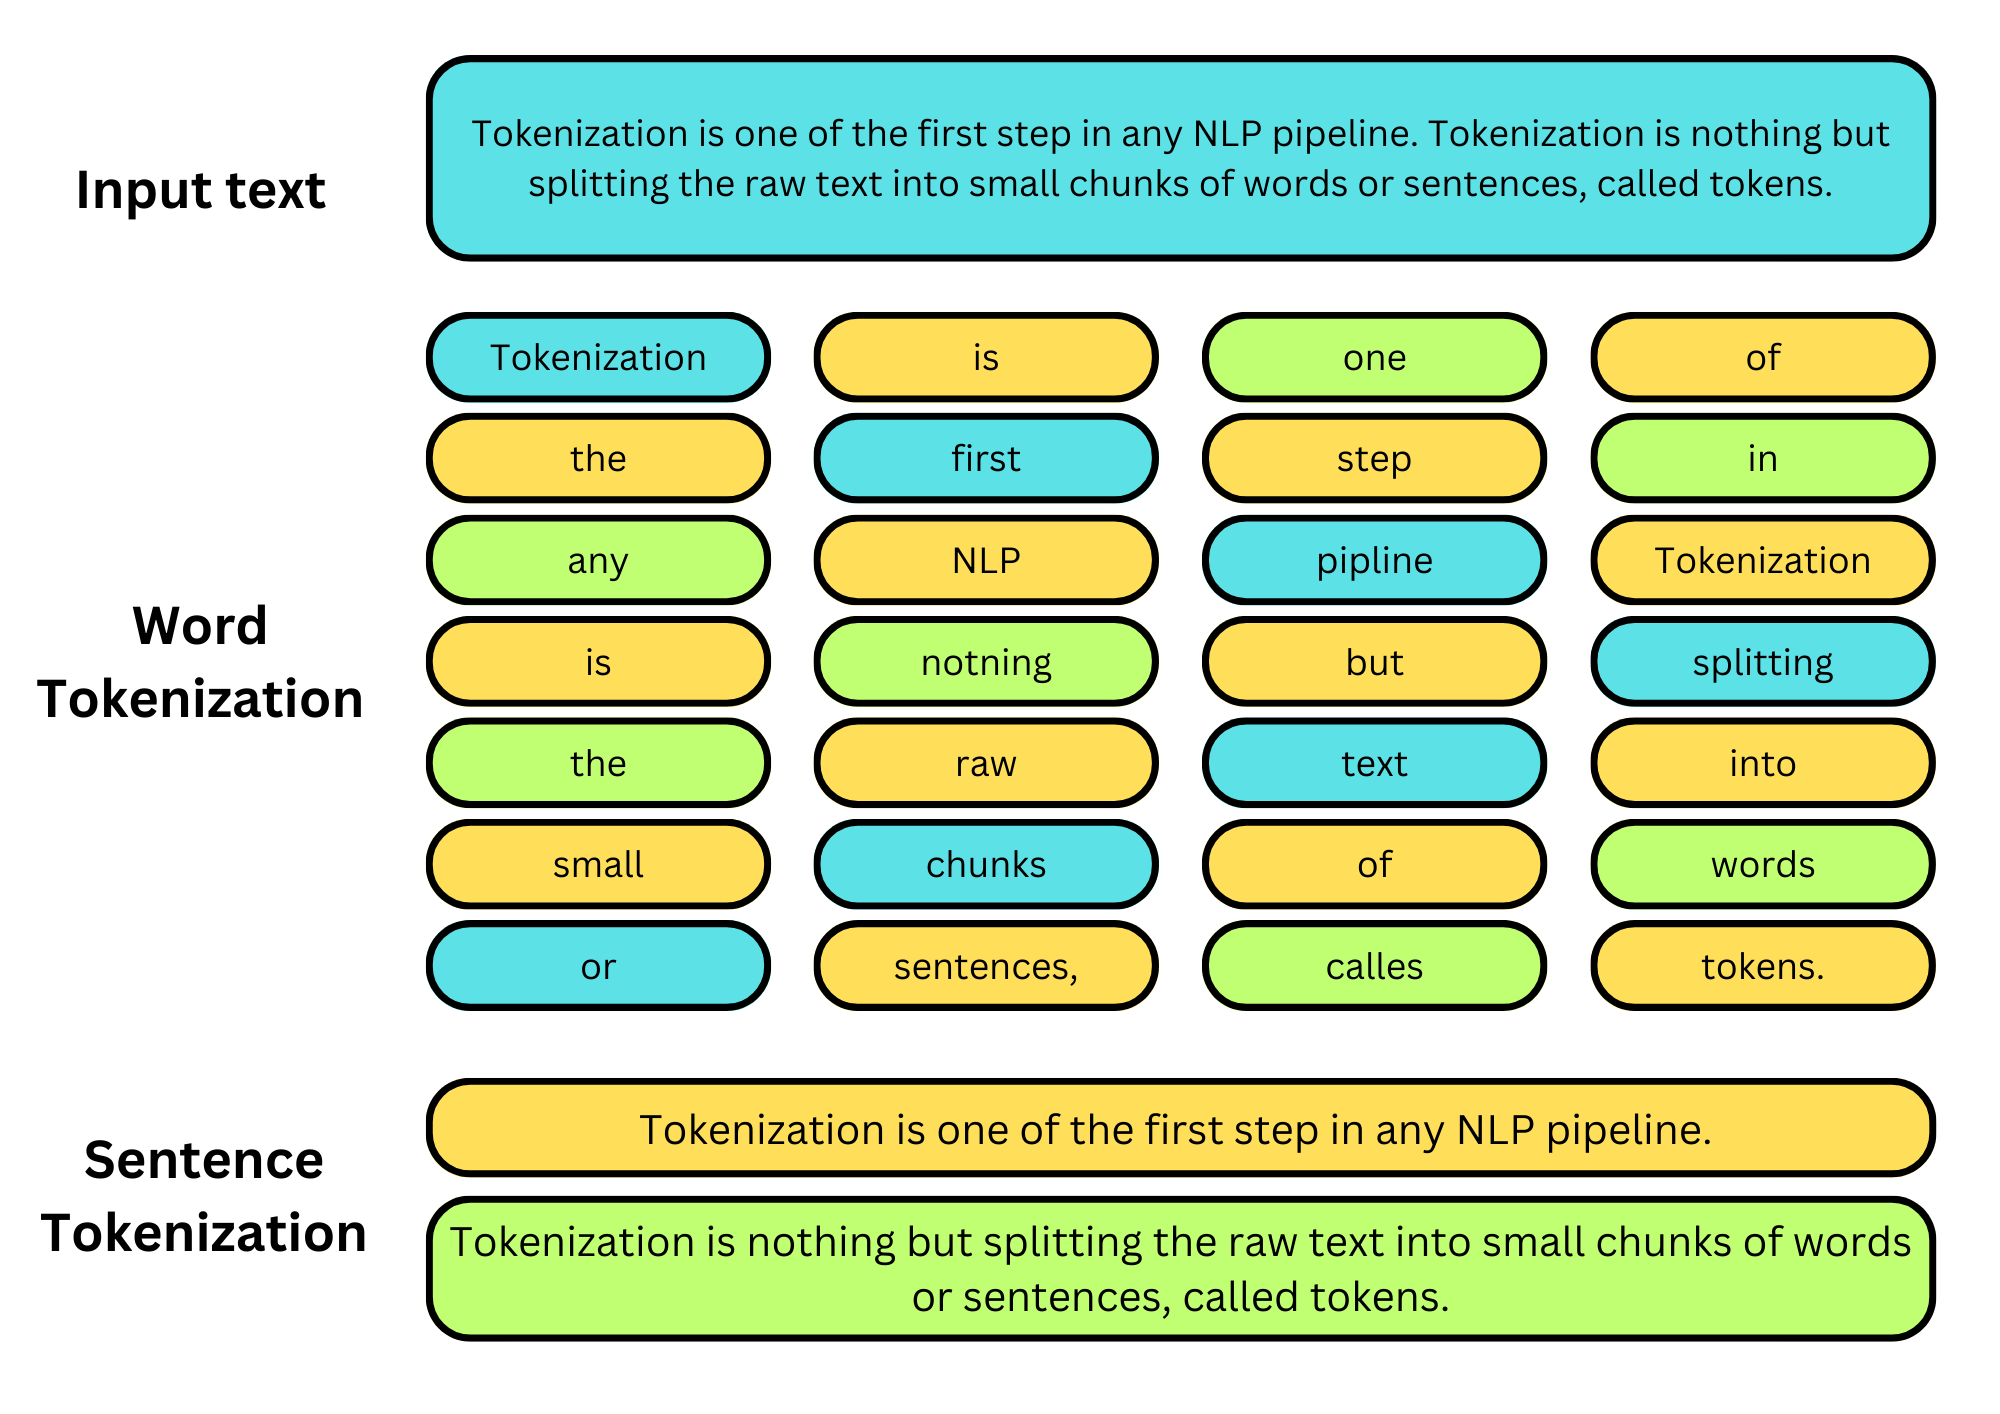 Input text
Tokenization is one of the first step in any NLP pipeline. Tokenization is nothing but
splitting the raw text into small chunks of words or sentences, called tokens.
Word
Tokenization
Tokenization is one of
the first step in
any NLP pipline Tokenization
is notning but splitting
the raw text into
small chunks of words
or sentences, calles tokens.
Sentence
Tokenization
Tokenization is one of the first step in any NLP pipeline.
Tokenization is nothing but splitting the raw text into small chunks of words
or sentences, called tokens.